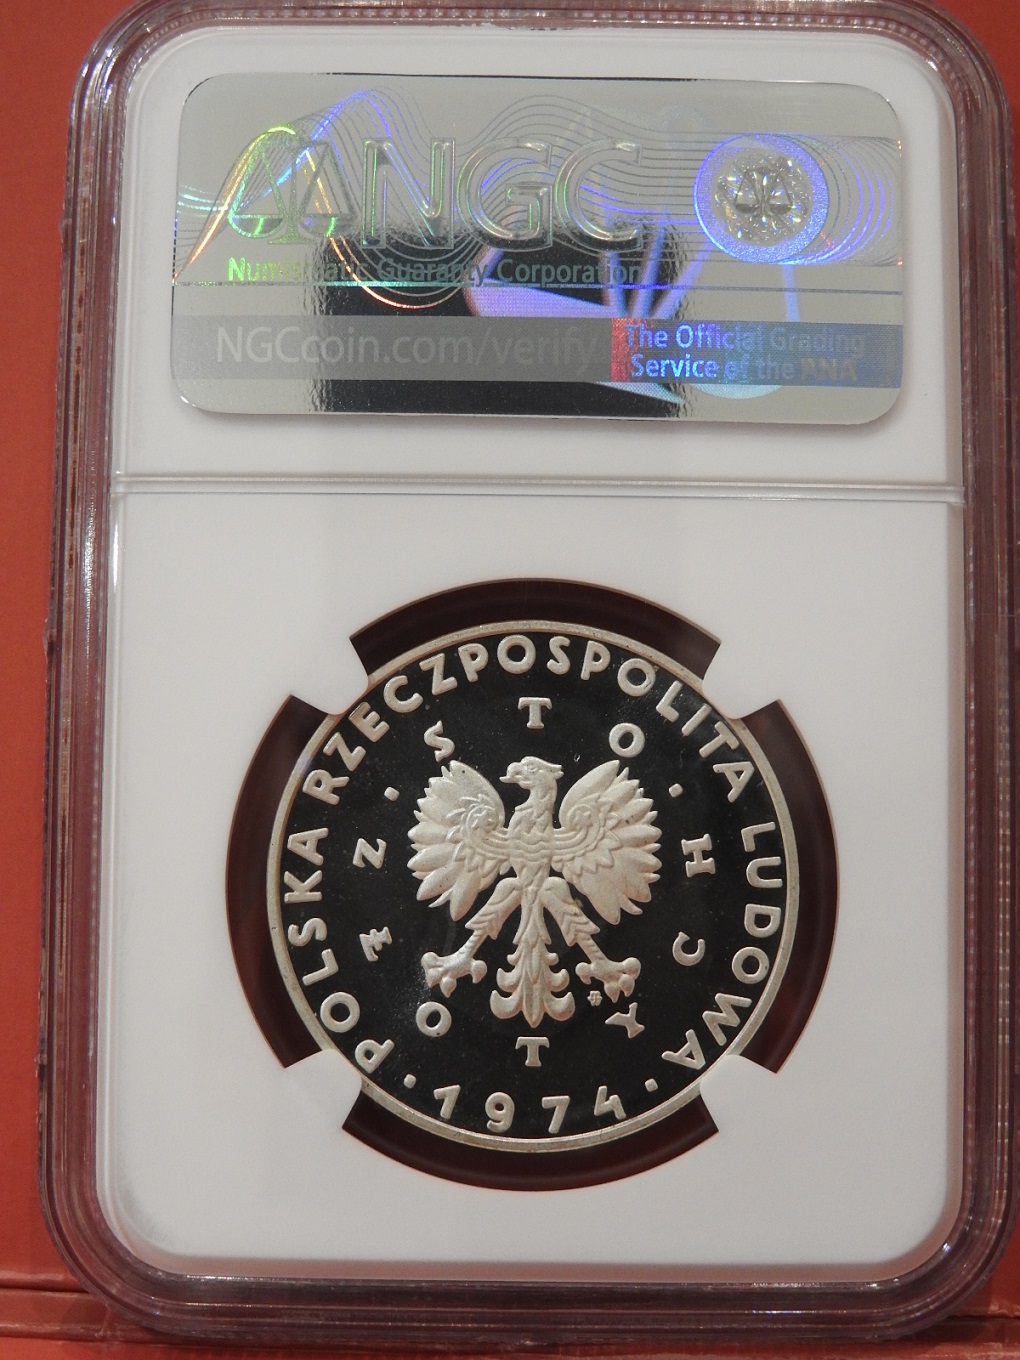 NGC
Numismatic Guaranty Corporation
NGCcoin.com/verify
The Official Grading
Service of the ANA
POLSKA RZECZPOSPOLITA LUDOWA
STO
ZŁOTYCH
· 1974 ·